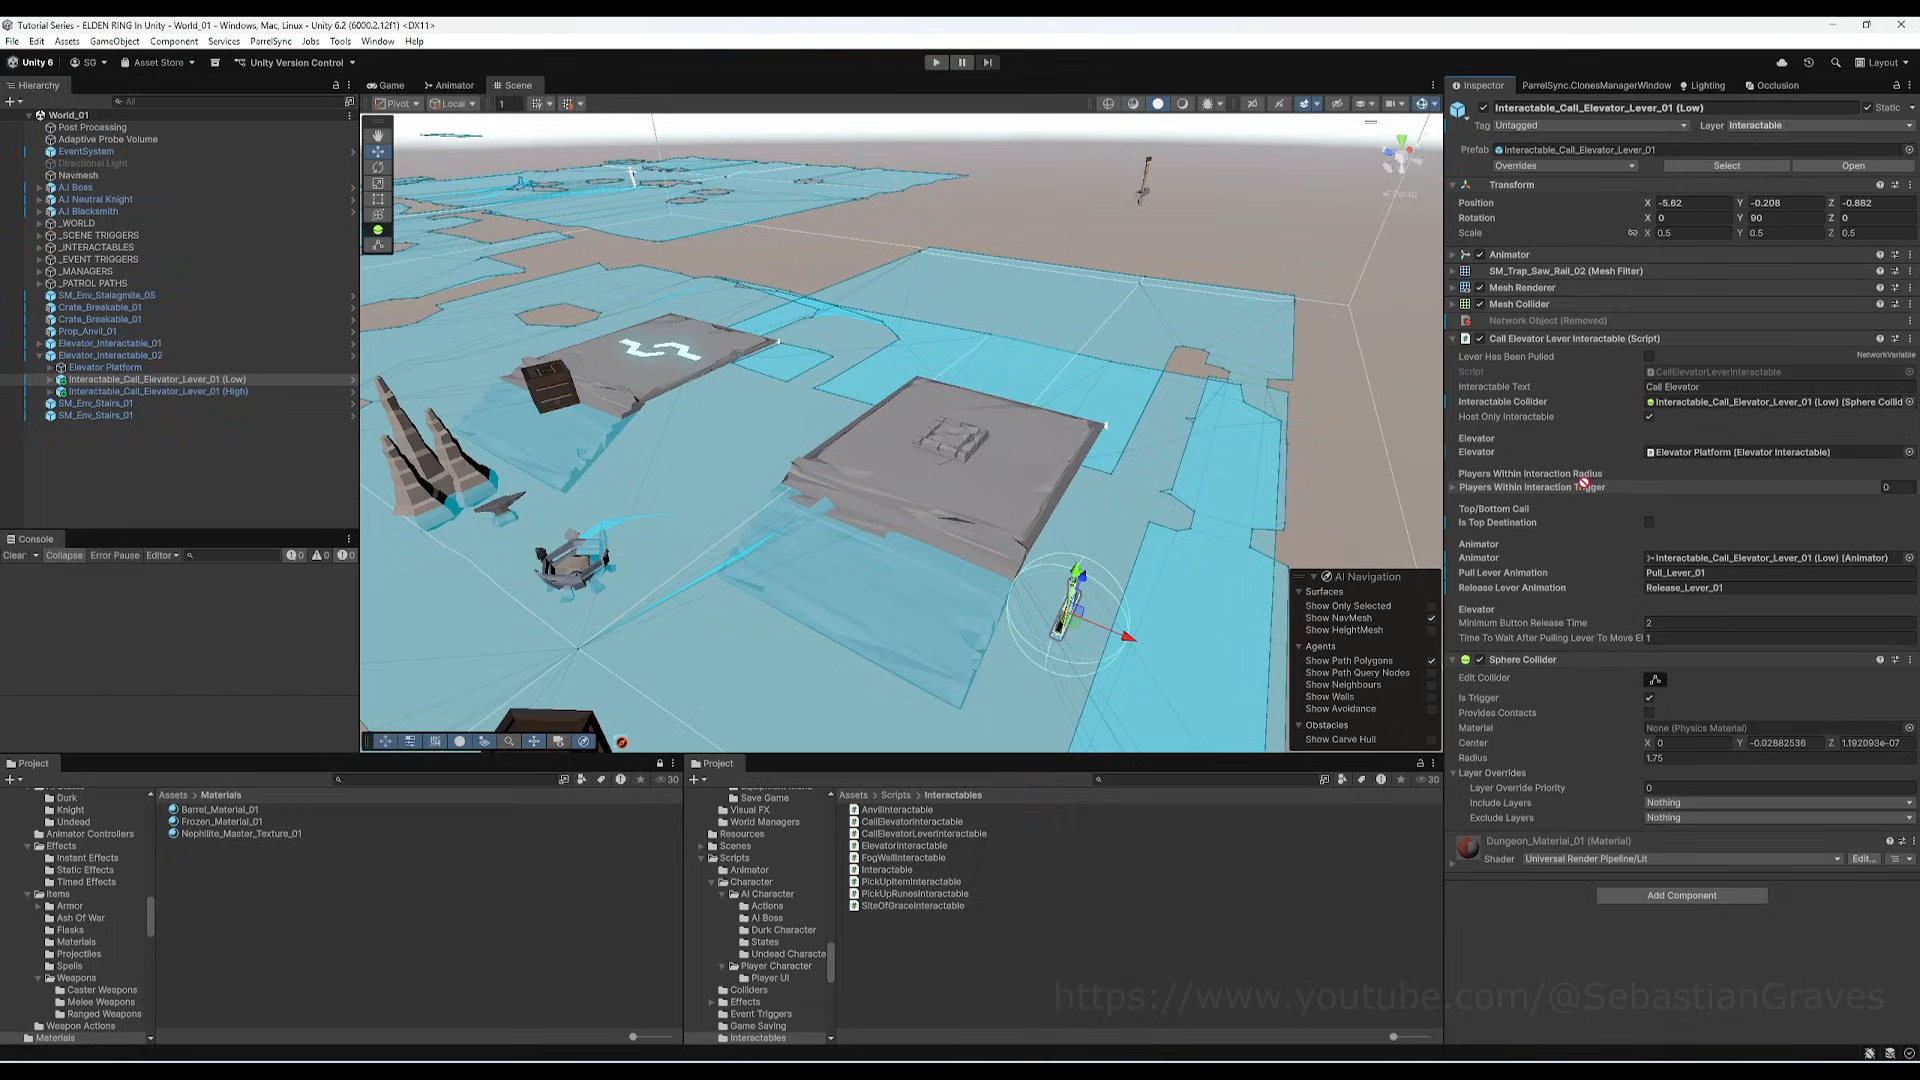 Tutorial Series - ELDEN RING In Unity - World_01 - Windows, Mac, Linux - Unity 6.2 (6000.2.12f1) <DX11>
File Edit Assets GameObject Component Services ParrelSync Jobs Tools Window Help
Unity 6 SG Asset Store Unity Version Control Layout
Hierarchy
All
World_01
Post Processing
Adaptive Probe Volume
EventSystem
Directional Light
Navmesh
A.I Boss
A.I Neutral Knight
A.I Blacksmith
_WORLD
_SCENE TRIGGERS
_INTERACTABLES
_EVENT TRIGGERS
_MANAGERS
_PATROL PATHS
SM_Env_Stalagmite_05
Crate_Breakable_01
Crate_Breakable_01
Prop_Anvil_01
Elevator_Interactable_01
Elevator_Interactable_02
Elevator Platform
Interactable_Call_Elevator_Lever_01 (Low)
Interactable_Call_Elevator_Lever_01 (High)
SM_Env_Stairs_01
SM_Env_Stairs_01
Console
Clear Collapse Error Pause Editor 0 0 0
Game Animator Scene
Pivot Local 1
Persp
AI Navigation
Surfaces
Show Only Selected
Show NavMesh
Show HeightMesh
Agents
Show Path Polygons
Show Path Query Nodes
Show Neighbours
Show Walls
Show Avoidance
Obstacles
Show Carve Hull
Inspector ParrelSync.ClonesManagerWindow Lighting Occlusion
Interactable_Call_Elevator_Lever_01 (Low) Static
Tag Untagged Layer Interactable
Prefab Interactable_Call_Elevator_Lever_01
Overrides Select Open
Transform
Position X -5.62 Y -0.208 Z -0.882
Rotation X 0 Y 90 Z 0
Scale X 0.5 Y 0.5 Z 0.5
Animator
SM_Trap_Saw_Rail_02 (Mesh Filter)
Mesh Renderer
Mesh Collider
Network Object (Removed)
Call Elevator Lever Interactable (Script)
Lever Has Been Pulled NetworkVariable
Script CallElevatorLeverInteractable
Interactable Text Call Elevator
Interactable Collider Interactable_Call_Elevator_Lever_01 (Low) (Sphere Collid
Host Only Interactable
Elevator
Elevator Elevator Platform (Elevator Interactable)
Players Within Interaction Radius
Players Within Interaction Trigger 0
Top/Bottom Call
Is Top Destination
Animator
Animator Interactable_Call_Elevator_Lever_01 (Low) (Animator)
Pull Lever Animation Pull_Lever_01
Release Lever Animation Release_Lever_01
Elevator
Minimum Button Release Time 2
Time To Wait After Pulling Lever To Move El 1
Sphere Collider
Edit Collider
Is Trigger
Provides Contacts
Material None (Physics Material)
Center X 0 Y -0.02882536 Z 1.192093e-07
Radius 1.75
Layer Overrides
Layer Override Priority 0
Include Layers Nothing
Exclude Layers Nothing
Dungeon_Material_01 (Material)
Shader Universal Render Pipeline/Lit Edit...
Add Component
Project
30
Durk
Knight
Undead
Animator Controllers
Effects
Instant Effects
Static Effects
Timed Effects
Items
Armor
Ash Of War
Flasks
Materials
Projectiles
Spells
Weapons
Caster Weapons
Melee Weapons
Ranged Weapons
Weapon Actions
Materials
Assets > Materials
Barrel_Material_01
Frozen_Material_01
Nephilite_Master_Texture_01
Project
30
Save Game
Visual FX
World Managers
Resources
Scenes
Scripts
Animator
Character
AI Character
Actions
AI Boss
Durk Character
States
Undead Characte
Player Character
Player UI
Colliders
Effects
Event Triggers
Game Saving
Interactables
Assets > Scripts > Interactables
AnvilInteractable
CallElevatorInteractable
CallElevatorLeverInteractable
ElevatorInteractable
FogWallInteractable
Interactable
PickUpItemInteractable
PickUpRunesInteractable
SiteOfGraceInteractable
https://www.youtube.com/@SebastianGraves